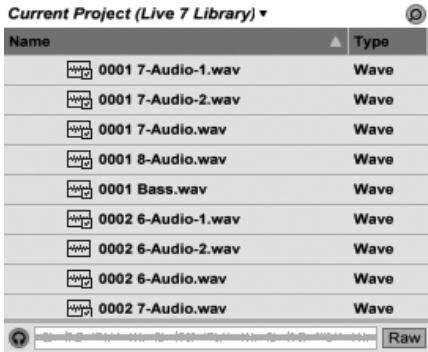 Current Project (Live 7 Library)
Name Type
0001 7-Audio-1.wav Wave
0001 7-Audio-2.wav Wave
0001 7-Audio.wav Wave
0001 8-Audio.wav Wave
0001 Bass.wav Wave
0002 6-Audio-1.wav Wave
0002 6-Audio-2.wav Wave
0002 6-Audio.wav Wave
0002 7-Audio.wav Wave
Raw